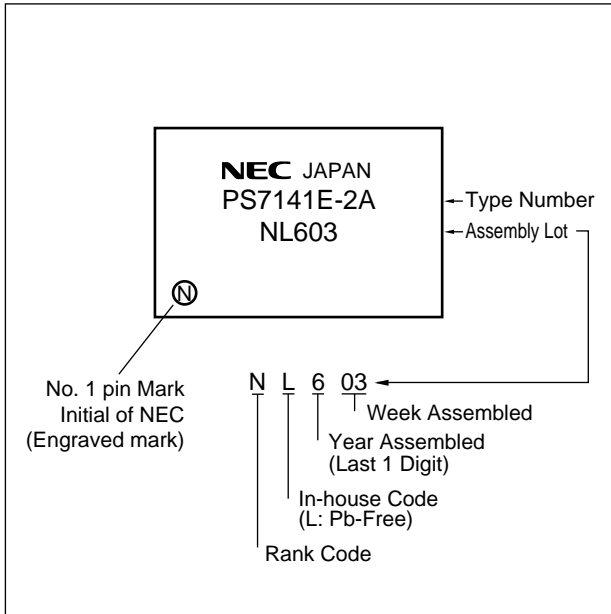 NEC JAPAN
PS7141E-2A
NL603
N
Type Number
Assembly Lot
No. 1 pin Mark
Initial of NEC
(Engraved mark)
N L 6 03
Week Assembled
Year Assembled
(Last 1 Digit)
In-house Code
(L: Pb-Free)
Rank Code